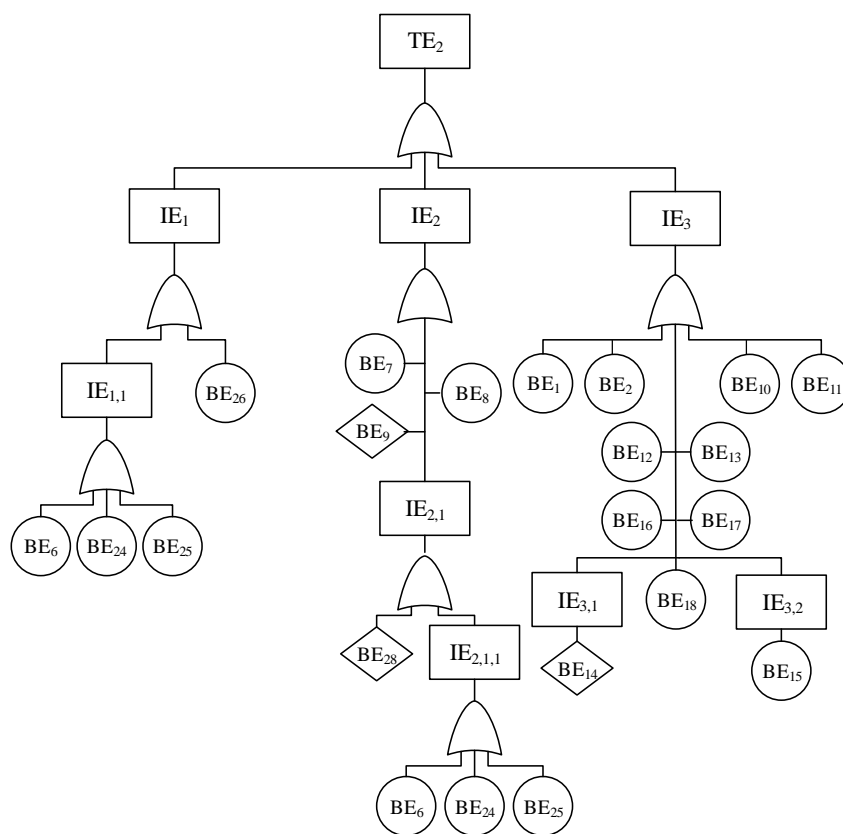 TE₂
IE₁
IE₂
IE₃
BE₇
BE₈
BE₉
IE₁,₁
BE₂₆
BE₁
BE₂
BE₁₀
BE₁₁
BE₁₂
BE₁₃
IE₂,₁
BE₁₆
BE₁₇
BE₆
BE₂₄
BE₂₅
IE₃,₁
BE₁₈
IE₃,₂
BE₂₈
IE₂,₁,₁
BE₁₄
BE₁₅
BE₆
BE₂₄
BE₂₅